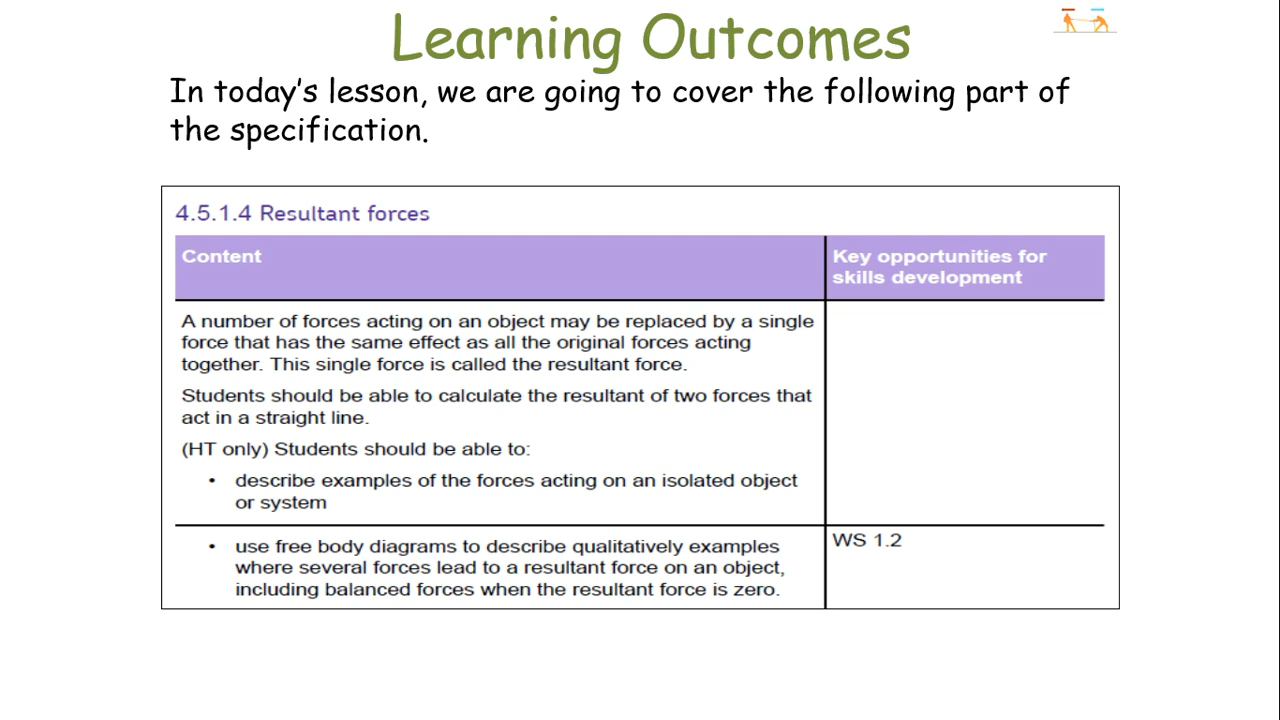 Learning Outcomes
In today's lesson, we are going to cover the following part of
the specification.
4.5.1.4 Resultant forces
Content
Key opportunities for
skills development
A number of forces acting on an object may be replaced by a single
force that has the same effect as all the original forces acting
together. This single force is called the resultant force.
Students should be able to calculate the resultant of two forces that
act in a straight line.
(HT only) Students should be able to:
• describe examples of the forces acting on an isolated object
or system
• use free body diagrams to describe qualitatively examples
where several forces lead to a resultant force on an object,
including balanced forces when the resultant force is zero.
WS 1.2